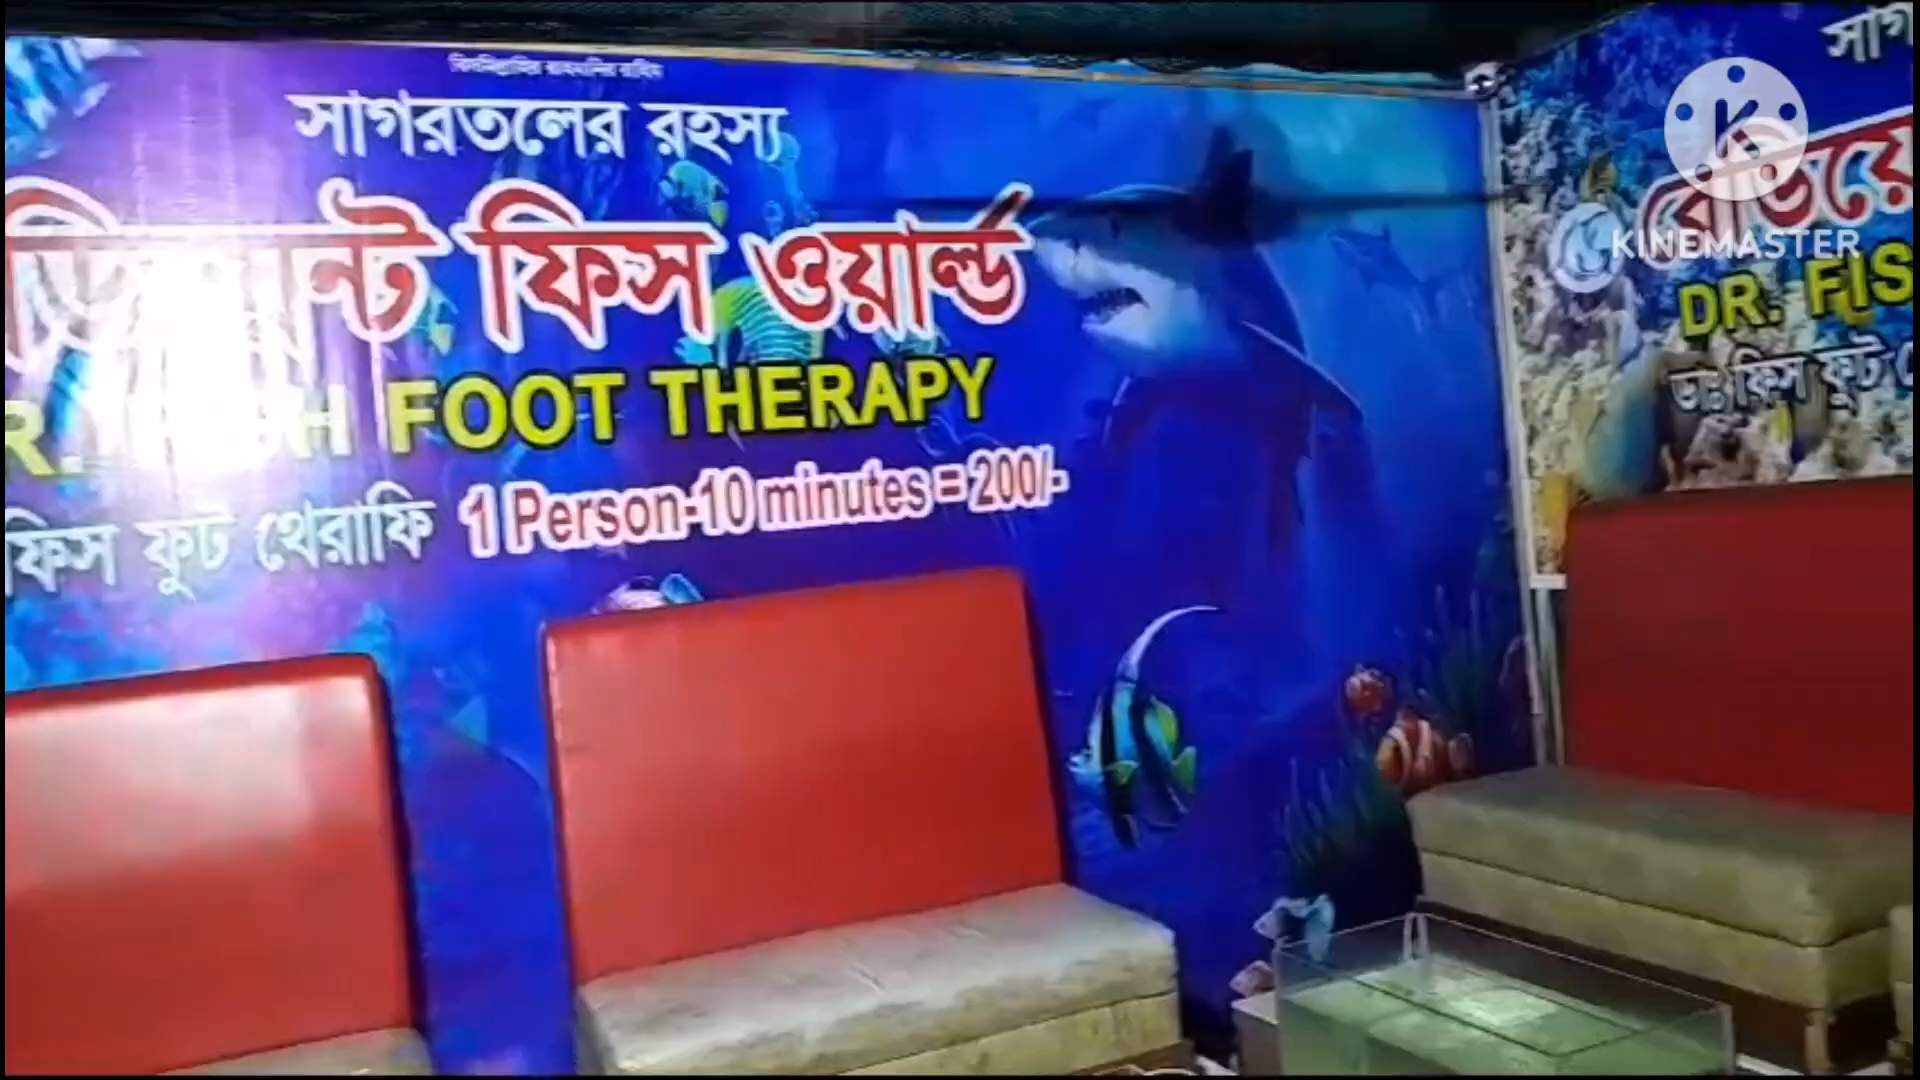 সাগরতলের রহস্য
ফিস ওয়ার্ল্ড
FOOT THERAPY
ফিস ফুট থেরাফি 1 Person-10 minutes = 200/-
DR. FIS
ডাঃ ফিস ফুট
KINEMASTER